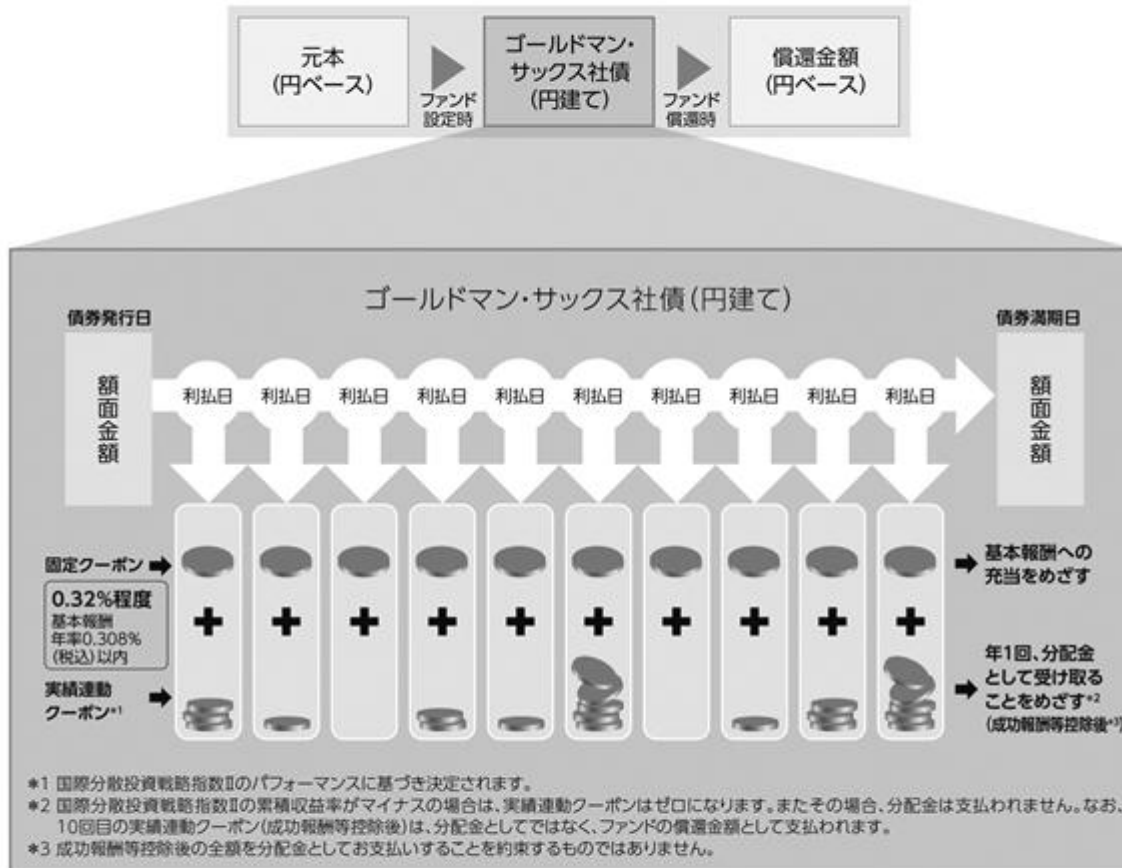 元本
(円ベース)
ファンド
設定時
ゴールドマン・
サックス社債
(円建て)
ファンド
償還時
償還金額
(円ベース)
ゴールドマン・サックス社債(円建て)
債券発行日
債券満期日
額面金額
利払日 利払日 利払日 利払日 利払日 利払日 利払日 利払日 利払日 利払日
額面金額
固定クーポン
0.32%程度
基本報酬
年率0.308%
(税込)以内
実績連動
クーポン*1
基本報酬への
充当をめざす
年1回、分配金
として受け取る
ことをめざす*2
(成功報酬等控除後*3)
*1 国際分散投資戦略指数Ⅱのパフォーマンスに基づき決定されます。
*2 国際分散投資戦略指数Ⅱの累積収益率がマイナスの場合は、実績連動クーポンはゼロになります。またその場合、分配金は支払われません。なお、
10回目の実績連動クーポン(成功報酬等控除後)は、分配金としてではなく、ファンドの償還金額として支払われます。
*3 成功報酬等控除後の全額を分配金としてお支払いすることを約束するものではありません。